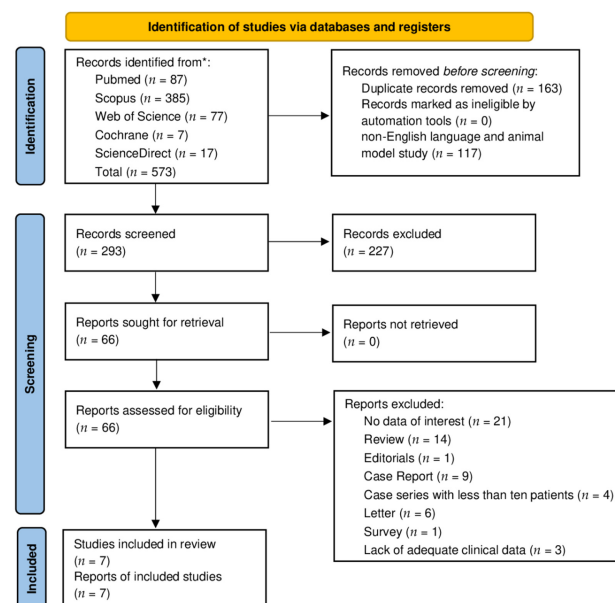 Identification of studies via databases and registers
Identification
Records identified from*:
Pubmed (n = 87)
Scopus (n = 385)
Web of Science (n = 77)
Cochrane (n = 7)
ScienceDirect (n = 17)
Total (n = 573)
Records removed before screening:
Duplicate records removed (n = 163)
Records marked as ineligible by
automation tools (n = 0)
non-English language and animal
model study (n = 117)
Screening
Records screened
(n = 293)
Records excluded
(n = 227)
Reports sought for retrieval
(n = 66)
Reports not retrieved
(n = 0)
Reports assessed for eligibility
(n = 66)
Reports excluded:
No data of interest (n = 21)
Review (n = 14)
Editorials (n = 1)
Case Report (n = 9)
Case series with less than ten patients (n = 4)
Letter (n = 6)
Survey (n = 1)
Lack of adequate clinical data (n = 3)
Included
Studies included in review
(n = 7)
Reports of included studies
(n = 7)